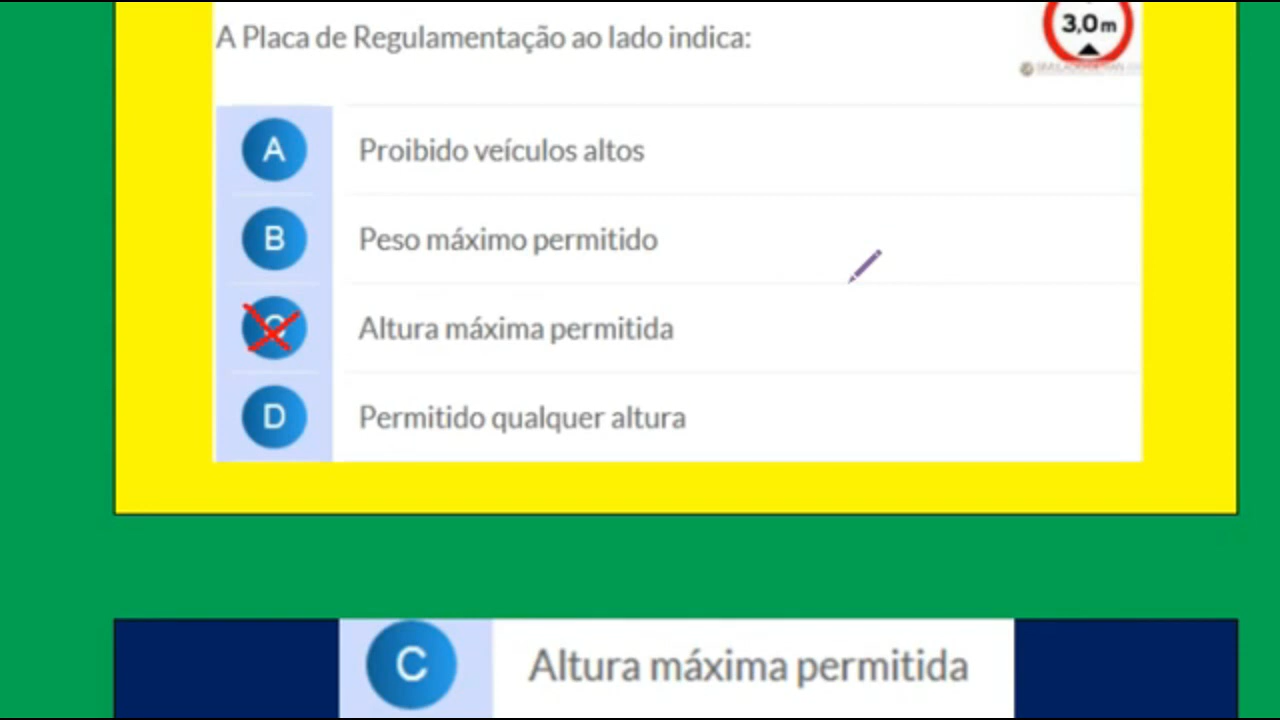 A Placa de Regulamentação ao lado indica:
3,0m
A Proibido veículos altos
B Peso máximo permitido
C Altura máxima permitida
D Permitido qualquer altura
C Altura máxima permitida